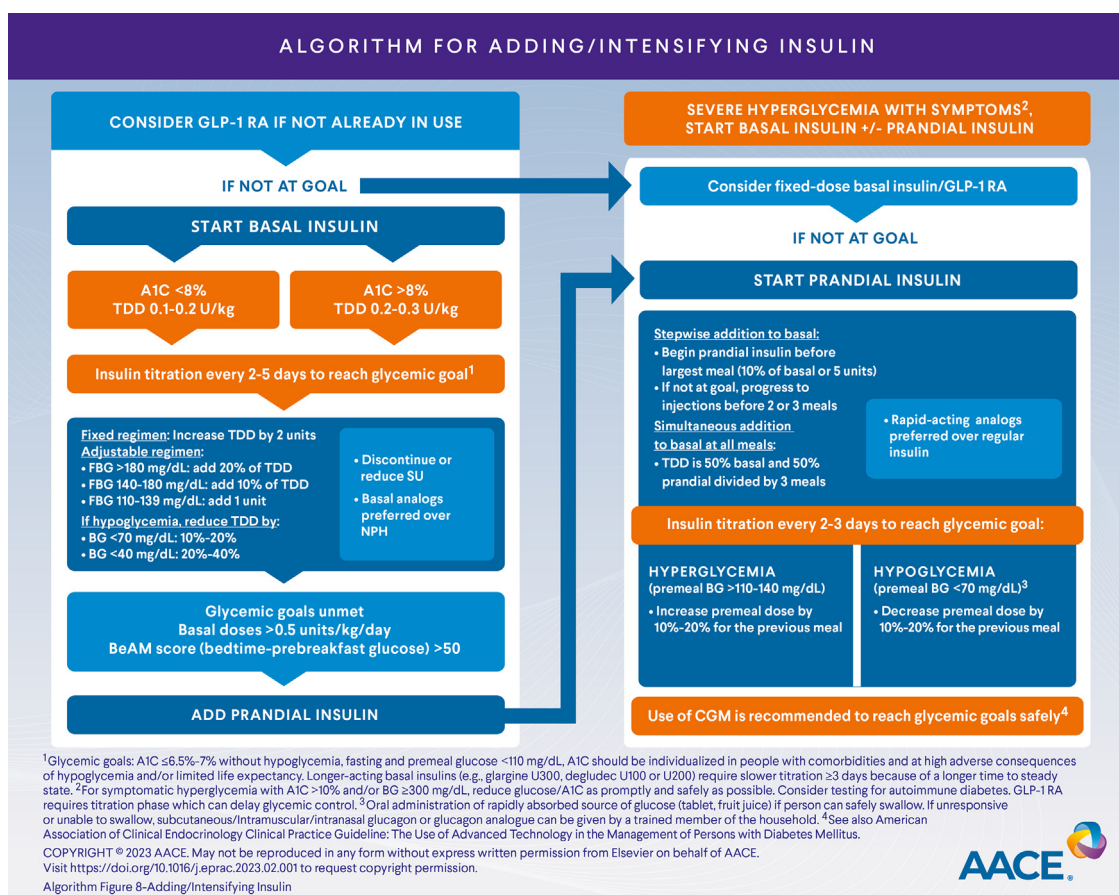 ALGORITHM FOR ADDING/INTENSIFYING INSULIN
CONSIDER GLP-1 RA IF NOT ALREADY IN USE
IF NOT AT GOAL
START BASAL INSULIN
A1C <8%
TDD 0.1-0.2 U/kg
A1C >8%
TDD 0.2-0.3 U/kg
Insulin titration every 2-5 days to reach glycemic goal¹
Fixed regimen: Increase TDD by 2 units
Adjustable regimen:
• FBG >180 mg/dL: add 20% of TDD
• FBG 140-180 mg/dL: add 10% of TDD
• FBG 110-139 mg/dL: add 1 unit
If hypoglycemia, reduce TDD by:
• BG <70 mg/dL: 10%-20%
• BG <40 mg/dL: 20%-40%
• Discontinue or
reduce SU
• Basal analogs
preferred over
NPH
Glycemic goals unmet
Basal doses >0.5 units/kg/day
BeAM score (bedtime-prebreakfast glucose) >50
ADD PRANDIAL INSULIN
SEVERE HYPERGLYCEMIA WITH SYMPTOMS²,
START BASAL INSULIN +/- PRANDIAL INSULIN
Consider fixed-dose basal insulin/GLP-1 RA
IF NOT AT GOAL
START PRANDIAL INSULIN
Stepwise addition to basal:
• Begin prandial insulin before
largest meal (10% of basal or 5 units)
• If not at goal, progress to
injections before 2 or 3 meals
Simultaneous addition
to basal at all meals:
• TDD is 50% basal and 50%
prandial divided by 3 meals
• Rapid-acting analogs
preferred over regular
insulin
Insulin titration every 2-3 days to reach glycemic goal:
HYPERGLYCEMIA
(premeal BG >110-140 mg/dL)
• Increase premeal dose by
10%-20% for the previous meal
HYPOGLYCEMIA
(premeal BG <70 mg/dL)³
• Decrease premeal dose by
10%-20% for the previous meal
Use of CGM is recommended to reach glycemic goals safely⁴
¹Glycemic goals: A1C ≤6.5%-7% without hypoglycemia, fasting and premeal glucose <110 mg/dL, A1C should be individualized in people with comorbidities and at high adverse consequences
of hypoglycemia and/or limited life expectancy. Longer-acting basal insulins (e.g., glargine U300, degludec U100 or U200) require slower titration ≥3 days because of a longer time to steady
state. ²For symptomatic hyperglycemia with A1C >10% and/or BG ≥300 mg/dL, reduce glucose/A1C as promptly and safely as possible. Consider testing for autoimmune diabetes. GLP-1 RA
requires titration phase which can delay glycemic control. ³Oral administration of rapidly absorbed source of glucose (tablet, fruit juice) if person can safely swallow. If unresponsive
or unable to swallow, subcutaneous/Intramuscular/intranasal glucagon or glucagon analogue can be given by a trained member of the household. ⁴See also American
Association of Clinical Endocrinology Clinical Practice Guideline: The Use of Advanced Technology in the Management of Persons with Diabetes Mellitus.
COPYRIGHT © 2023 AACE. May not be reproduced in any form without express written permission from Elsevier on behalf of AACE.
Visit https://doi.org/10.1016/j.eprac.2023.02.001 to request copyright permission.
Algorithm Figure 8-Adding/Intensifying Insulin
AACE®